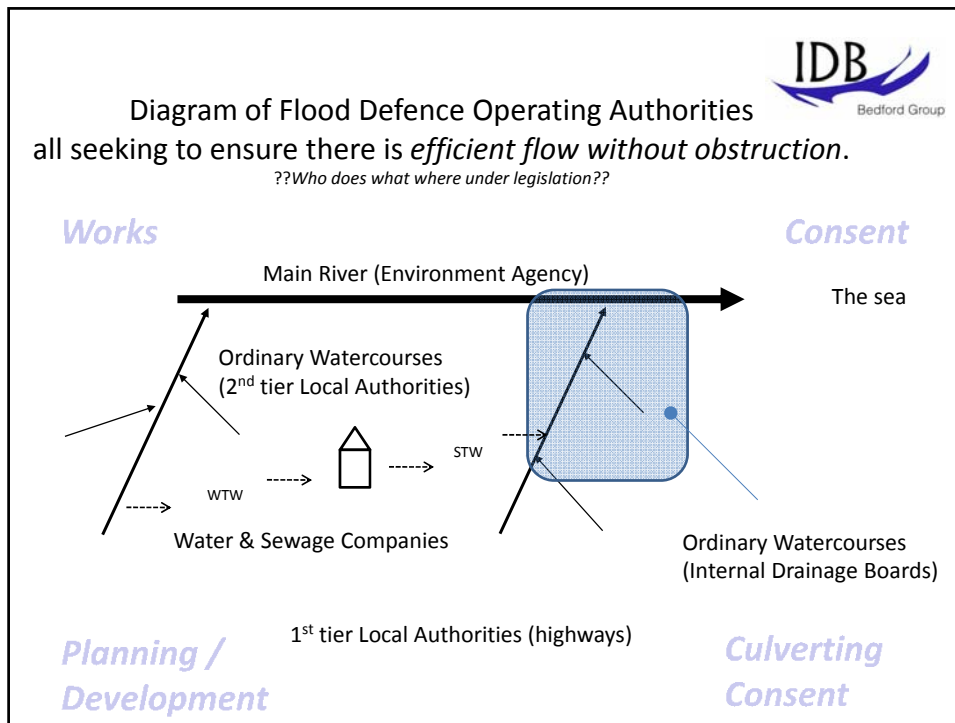 IDB
Bedford Group
Diagram of Flood Defence Operating Authorities
all seeking to ensure there is efficient flow without obstruction.
??Who does what where under legislation??
Works
Consent
Main River (Environment Agency)
The sea
Ordinary Watercourses
(2nd tier Local Authorities)
STW
WTW
Water & Sewage Companies
Ordinary Watercourses
(Internal Drainage Boards)
1st tier Local Authorities (highways)
Planning /
Development
Culverting
Consent